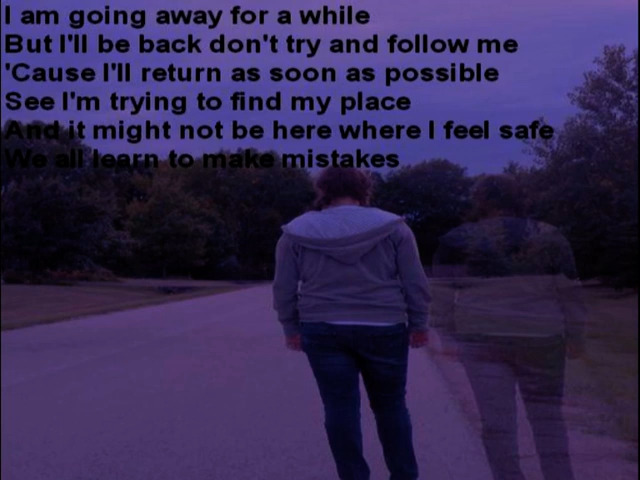 I am going away for a while
But I'll be back don't try and follow me
'Cause I'll return as soon as possible
See I'm trying to find my place
And it might not be here where I feel safe
We all learn to make mistakes